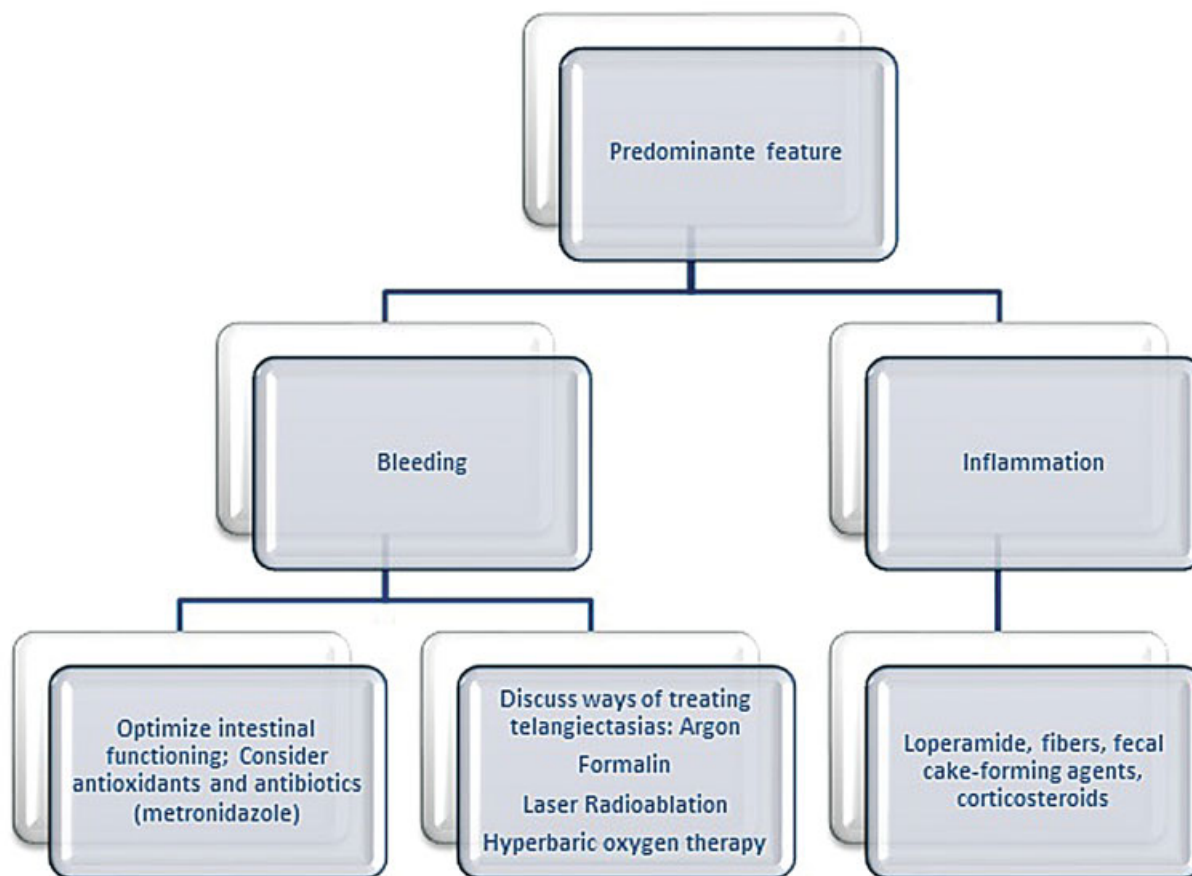 Predominante feature
Bleeding
Inflammation
Optimize intestinal
functioning; Consider
antioxidants and antibiotics
(metronidazole)
Discuss ways of treating
telangiectasias: Argon
Formalin
Laser Radioablation
Hyperbaric oxygen therapy
Loperamide, fibers, fecal
cake-forming agents,
corticosteroids